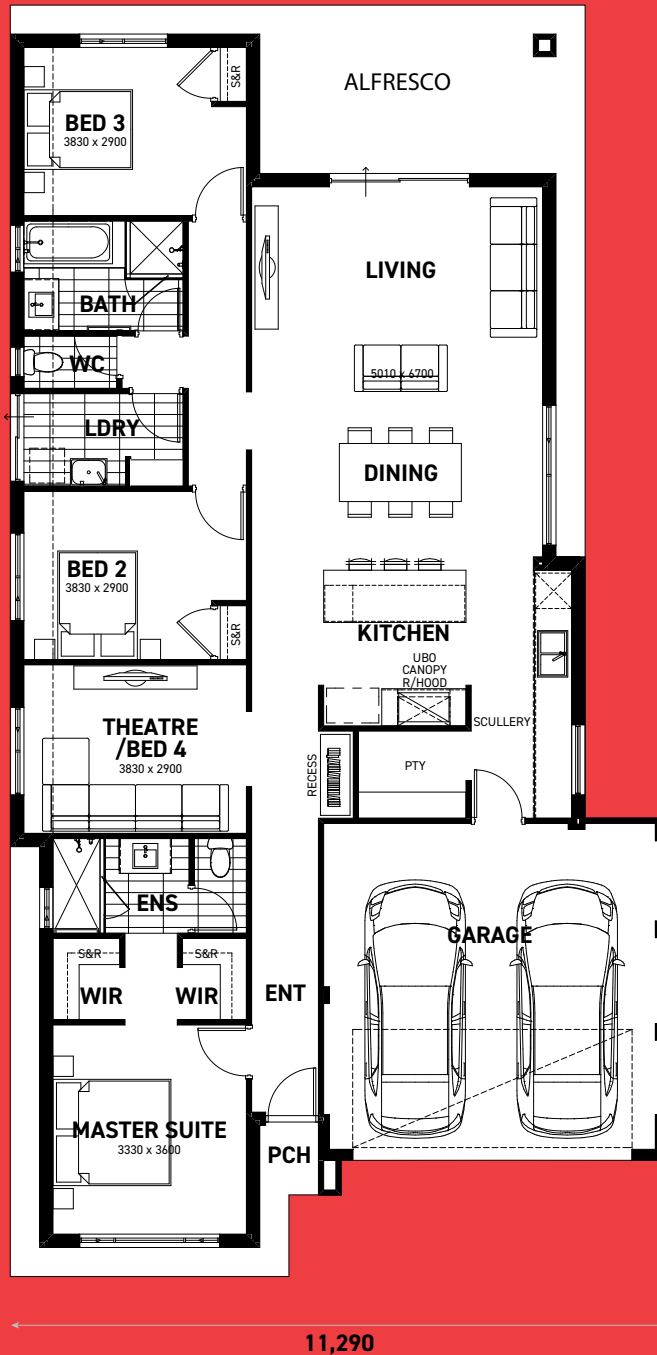 ALFRESCO
S&R
BED 3
3830 x 2900
LIVING
BATH
WC
5010 x 6700
LDRY
DINING
BED 2
3830 x 2900
S&R
KITCHEN
UBO
CANOPY
R/HOOD
SCULLERY
THEATRE
/BED 4
3830 x 2900
RECESS
PTY
ENS
GARAGE
S&R
S&R
WIR
WIR
ENT
MASTER SUITE
3330 x 3600
PCH
11,290